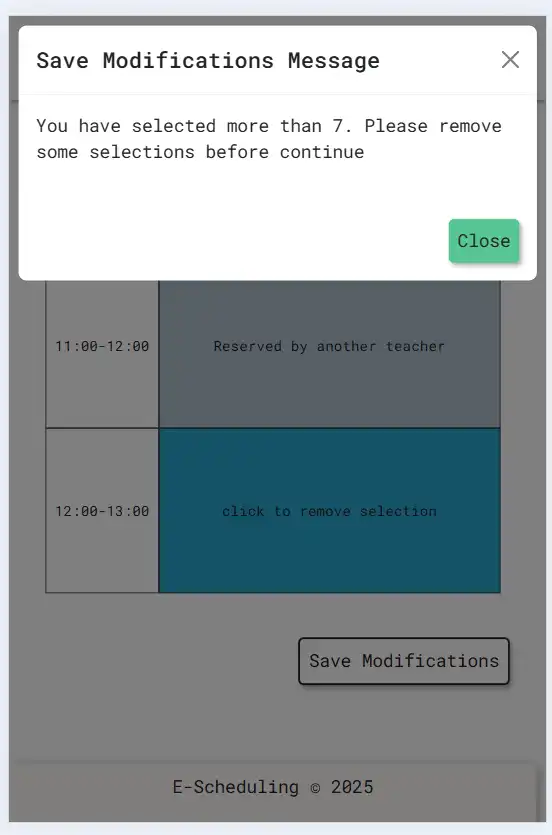 Save Modifications Message
You have selected more than 7. Please remove
some selections before continue
Close
11:00-12:00
Reserved by another teacher
12:00-13:00
click to remove selection
Save Modifications
E-Scheduling © 2025